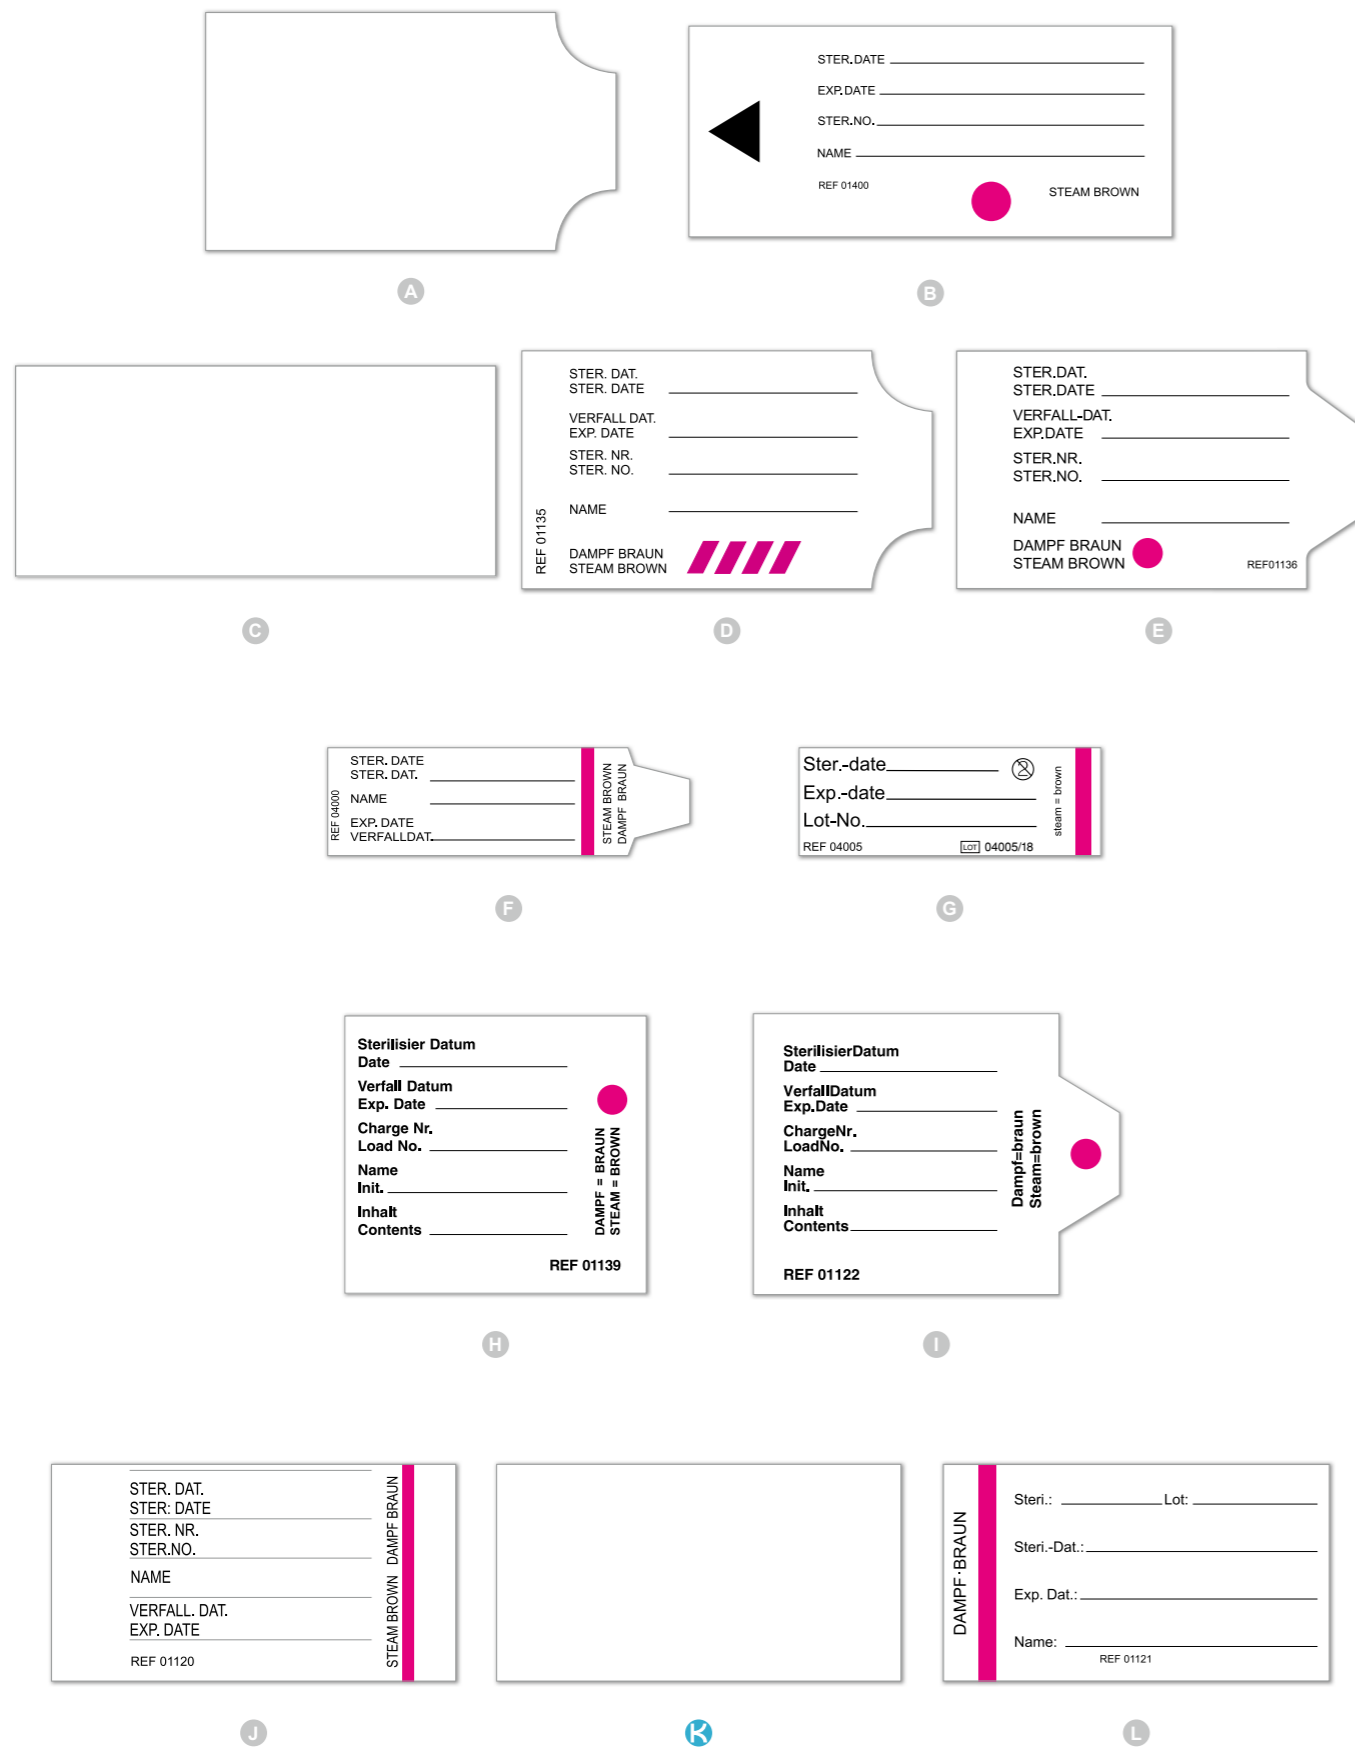 STER.DATE
EXP.DATE
STER.NO.
NAME
REF 01400
STEAM BROWN
A
B
STER. DAT.
STER. DATE
VERFALL DAT.
EXP. DATE
STER. NR.
STER. NO.
NAME
DAMPF BRAUN
STEAM BROWN
REF 01135
STER.DAT.
STER.DATE
VERFALL-DAT.
EXP.DATE
STER.NR.
STER.NO.
NAME
DAMPF BRAUN
STEAM BROWN
REF01136
C
D
E
REF 04000
STER. DATE
STER. DAT.
NAME
EXP. DATE
VERFALLDAT.
STEAM BROWN
DAMPF BRAUN
Ster.-date
Exp.-date
Lot-No.
REF 04005
LOT 04005/18
steam = brown
2
F
G
Sterilisier Datum
Date
Verfall Datum
Exp. Date
Charge Nr.
Load No.
Name
Init.
Inhalt
Contents
DAMPF = BRAUN
STEAM = BROWN
REF 01139
SterilisierDatum
Date
VerfallDatum
Exp.Date
ChargeNr.
LoadNo.
Name
Init.
Inhalt
Contents
Dampf=braun
Steam=brown
REF 01122
H
I
STER. DAT.
STER: DATE
STER. NR.
STER.NO.
NAME
VERFALL. DAT.
EXP. DATE
REF 01120
STEAM BROWN DAMPF BRAUN
DAMPF·BRAUN
Steri.: Lot:
Steri.-Dat.:
Exp. Dat.:
Name:
REF 01121
J
K
L